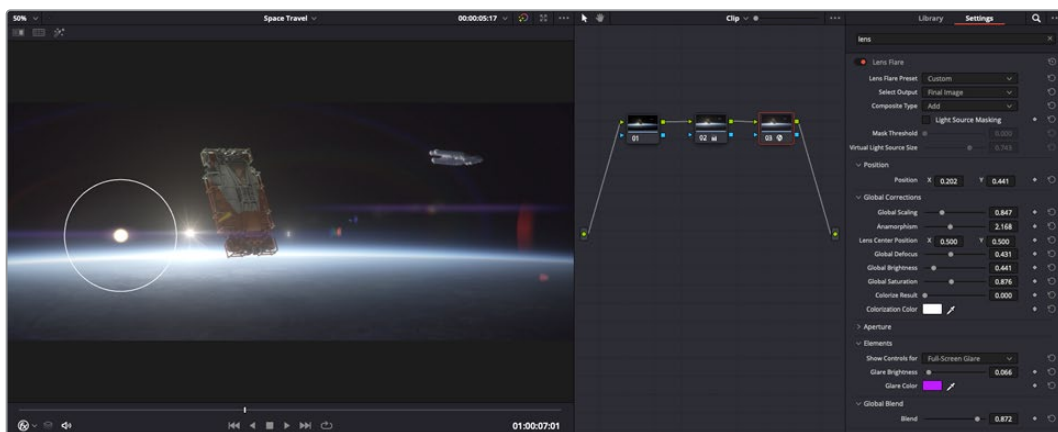 50% Space Travel 00:00:05:17 Clip Library Settings
lens
Lens Flare
Lens Flare Preset Custom
Select Output Final Image
Composite Type Add
Light Source Masking
Mask Threshold 0.000
Virtual Light Source Size 0.763
Position
Position X 0.202 Y 0.441
Global Corrections
Global Scaling 0.847
Anamorphism 2.168
Lens Center Position X 0.500 Y 0.500
Global Defocus 0.431
Global Brightness 0.441
Global Saturation 0.876
Colorize Result 0.000
Colorization Color
Aperture
Elements
Show Controls for Full-Screen Glare
Glare Brightness 0.066
Glare Color
Global Blend
Blend 0.872
01 02 03
01:00:07:01